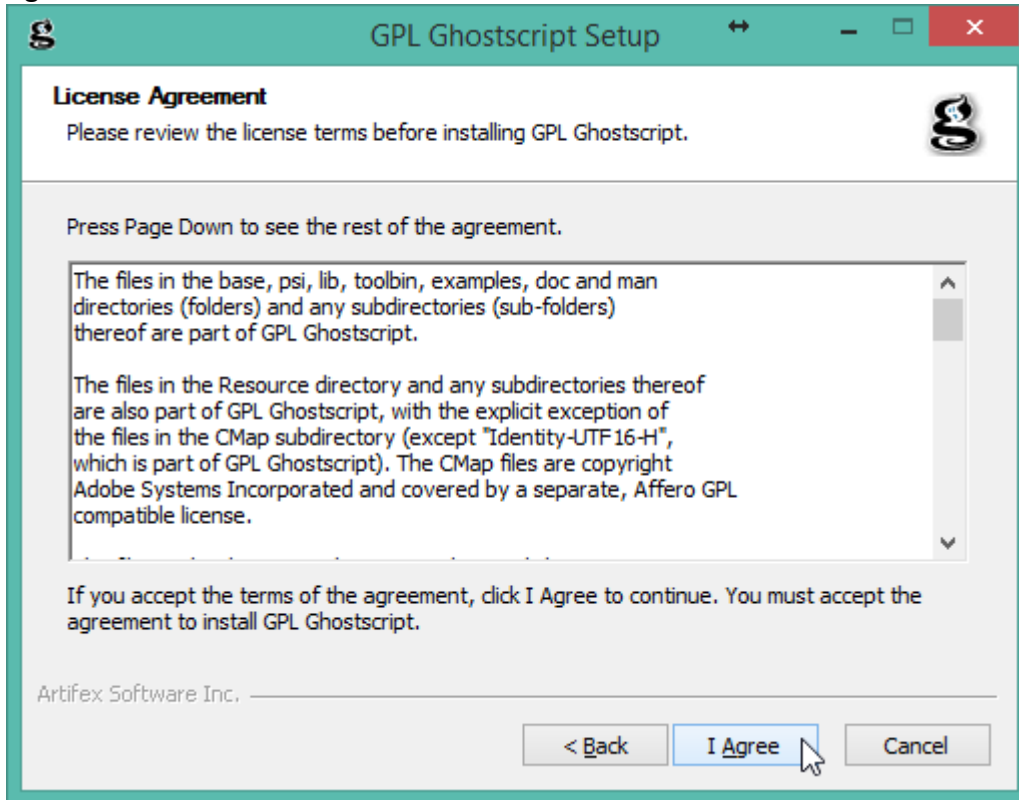 GPL Ghostscript Setup
License Agreement
Please review the license terms before installing GPL Ghostscript.
Press Page Down to see the rest of the agreement.
The files in the base, psi, lib, toolbin, examples, doc and man
directories (folders) and any subdirectories (sub-folders)
thereof are part of GPL Ghostscript.
The files in the Resource directory and any subdirectories thereof
are also part of GPL Ghostscript, with the explicit exception of
the files in the CMap subdirectory (except "Identity-UTF16-H",
which is part of GPL Ghostscript). The CMap files are copyright
Adobe Systems Incorporated and covered by a separate, Affero GPL
compatible license.
If you accept the terms of the agreement, click I Agree to continue. You must accept the
agreement to install GPL Ghostscript.
Artifex Software Inc.
< Back I Agree Cancel